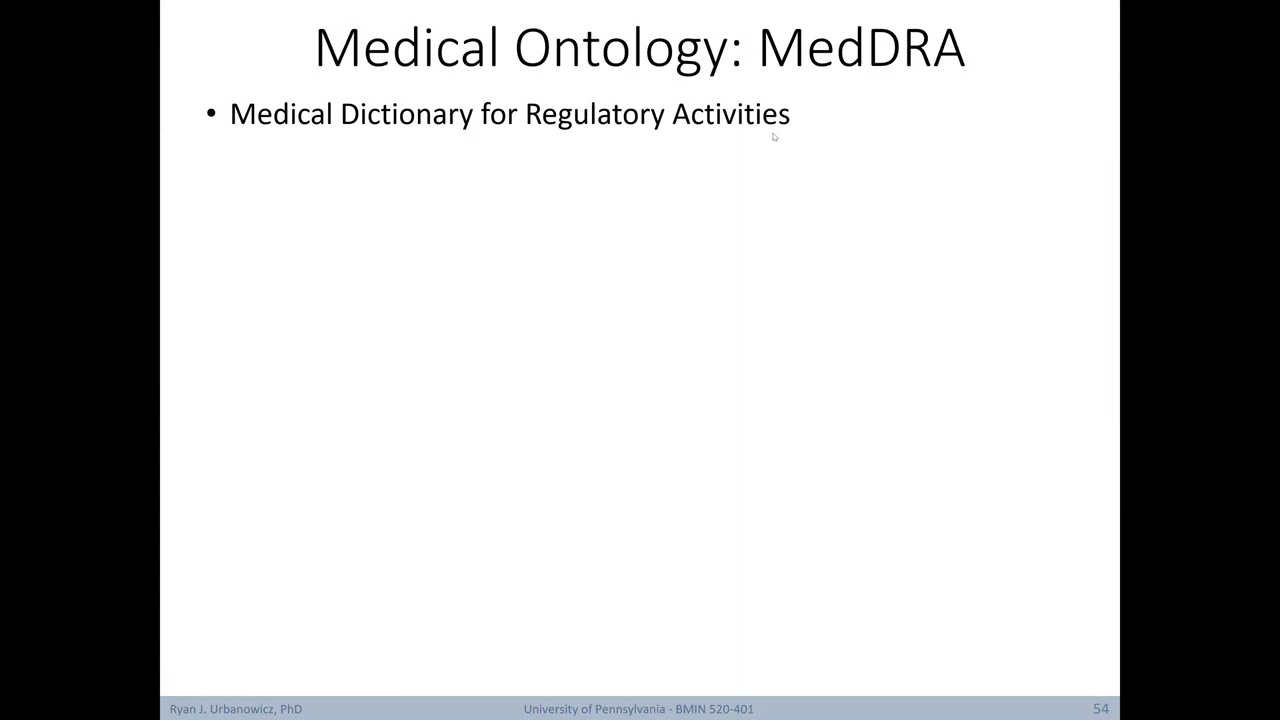 Medical Ontology: MedDRA
• Medical Dictionary for Regulatory Activities
Ryan J. Urbanowicz, PhD
University of Pennsylvania - BMIN 520-401
54